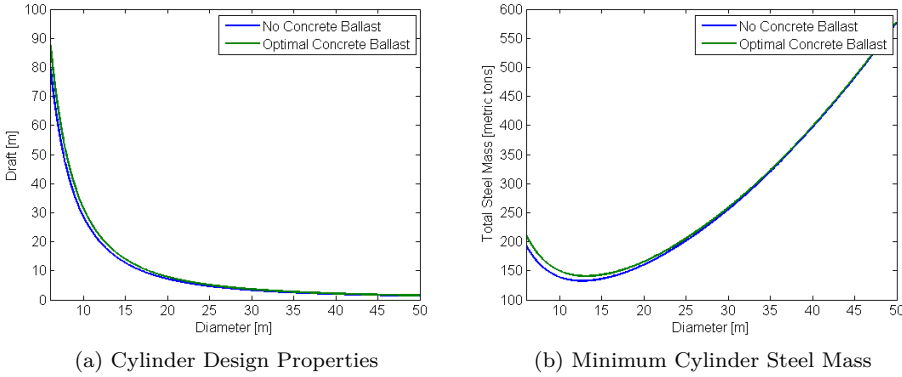 100
90
80
70
60
50
40
30
20
10
0
Draft [m]
No Concrete Ballast
Optimal Concrete Ballast
10 15 20 25 30 35 40 45 50
Diameter [m]
(a) Cylinder Design Properties
600
550
500
450
400
350
300
250
200
150
100
Total Steel Mass [metric tons]
No Concrete Ballast
Optimal Concrete Ballast
10 15 20 25 30 35 40 45 50
Diameter [m]
(b) Minimum Cylinder Steel Mass